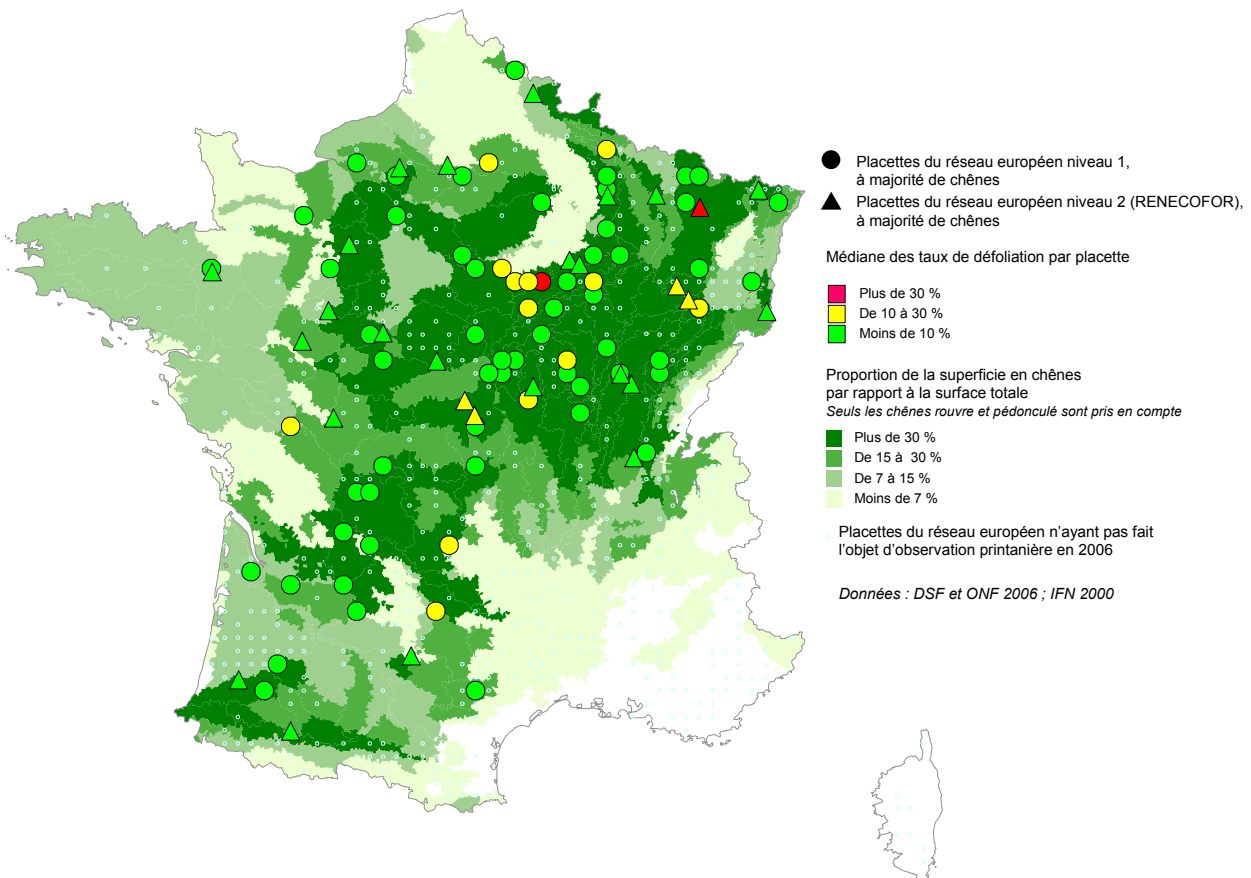 Placettes du réseau européen niveau 1,
à majorité de chênes
Placettes du réseau européen niveau 2 (RENECOFOR),
à majorité de chênes
Médiane des taux de défoliation par placette
Plus de 30 %
De 10 à 30 %
Moins de 10 %
Proportion de la superficie en chênes
par rapport à la surface totale
Seuls les chênes rouvre et pédonculé sont pris en compte
Plus de 30 %
De 15 à 30 %
De 7 à 15 %
Moins de 7 %
Placettes du réseau européen n'ayant pas fait
l'objet d'observation printanière en 2006
Données : DSF et ONF 2006 ; IFN 2000